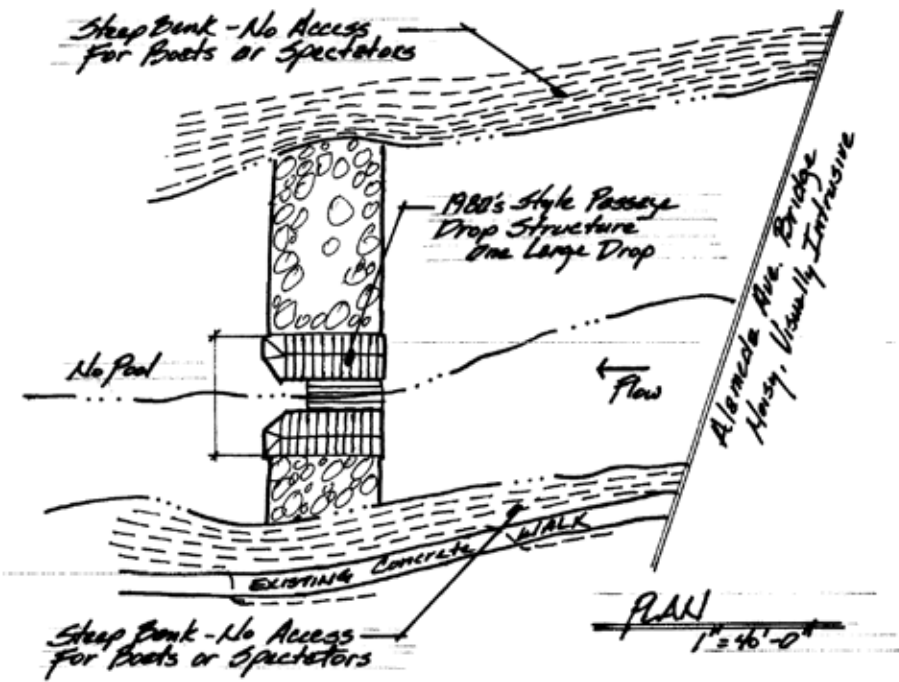 Steep Bank - No Access
For Boats or Spectators
1980's Style Passage
Drop Structure
One Large Drop
Alameda Ave. Bridge
Noisy, Visually Intrusive
No Pool
Flow
EXISTING Concrete WALK
Steep Bank - No Access
For Boats or Spectators
PLAN
1" = 40'-0"